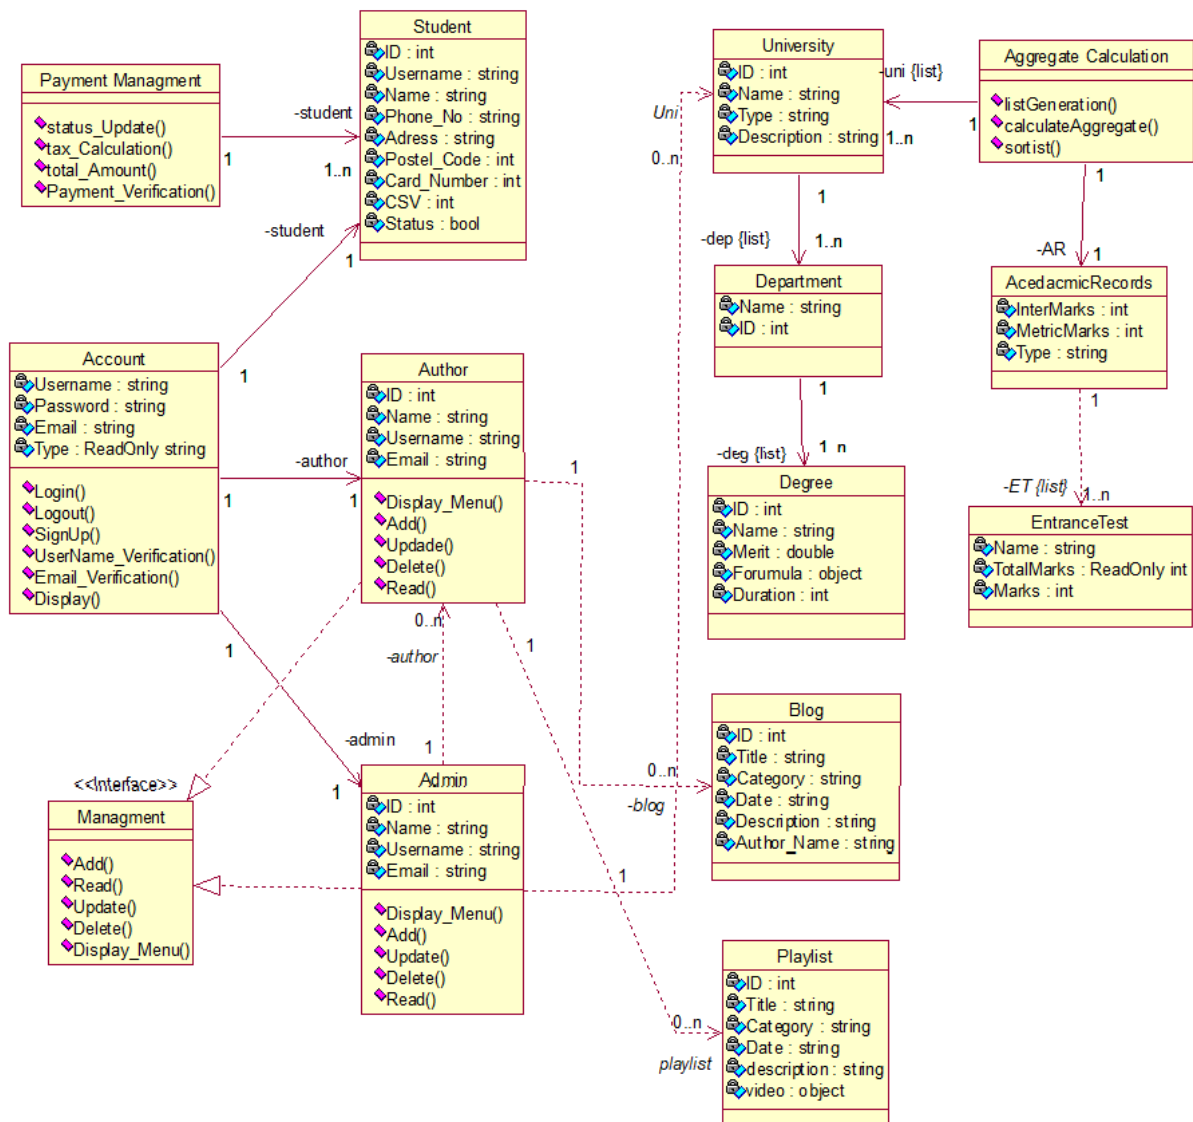 Student
ID : int
Username : string
Name : string
Phone_No : string
Adress : string
Postel_Code : int
Card_Number : int
CSV : int
Status : bool
Payment Managment
status_Update()
tax_Calculation()
total_Amount()
Payment_Verification()
-student
1
1..n
University
ID : int
Name : string
Type : string
Description : string
Aggregate Calculation
listGeneration()
calculateAggregate()
sortist()
-uni {list}
1
1..n
Uni
0..n
1
-dep {list}
1..n
1
-AR
1
Department
Name : string
ID : int
AcedacmicRecords
InterMarks : int
MetricMarks : int
Type : string
-student
1
1
Account
Username : string
Password : string
Email : string
Type : ReadOnly string
Login()
Logout()
SignUp()
UserName_Verification()
Email_Verification()
Display()
Author
ID : int
Name : string
Username : string
Email : string
Display_Menu()
Add()
Updade()
Delete()
Read()
-author
1
1
1
1
-deg {list}
1 n
1
-ET {list}
1..n
Degree
ID : int
Name : string
Merit : double
Forumula : object
Duration : int
EntranceTest
Name : string
TotalMarks : ReadOnly int
Marks : int
0..n
-author
1
1
1
-admin
1
<<Interface>>
Managment
Add()
Read()
Update()
Delete()
Display_Menu()
Admin
ID : int
Name : string
Username : string
Email : string
Display_Menu()
Add()
Update()
Delete()
Read()
1
0..n
-blog
Blog
ID : int
Title : string
Category : string
Date : string
Description : string
Author_Name : string
0..n
playlist
Playlist
ID : int
Title : string
Category : string
Date : string
description : string
video : object